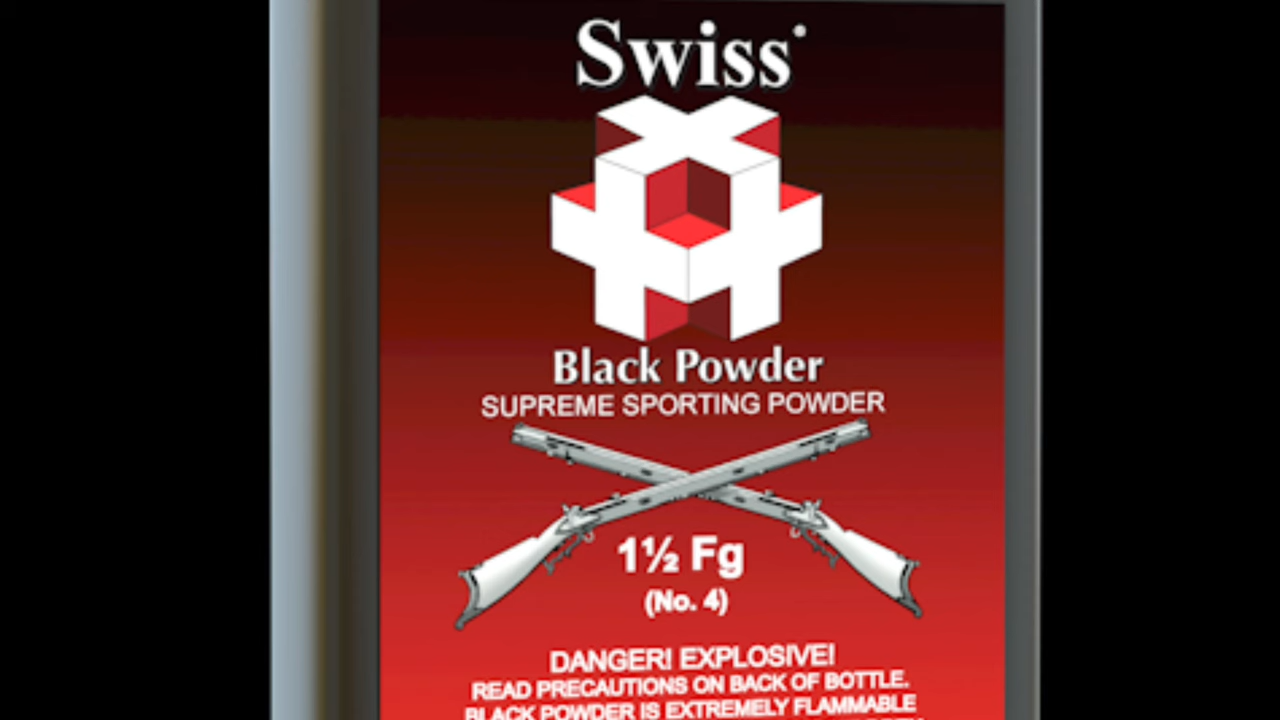 Swiss
Black Powder
SUPREME SPORTING POWDER
1½ Fg
(No. 4)
DANGER! EXPLOSIVE!
READ PRECAUTIONS ON BACK OF BOTTLE.
BLACK POWDER IS EXTREMELY FLAMMABLE